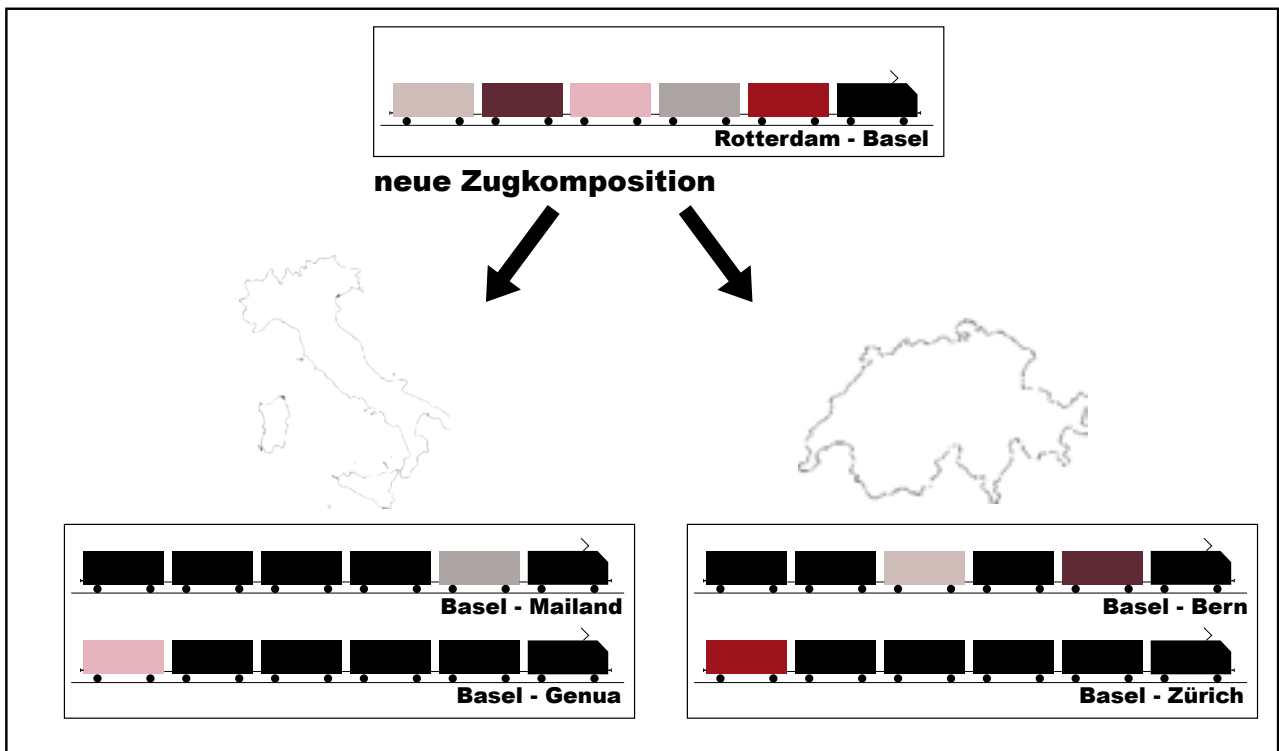 Rotterdam - Basel
neue Zugkomposition
Basel - Mailand
Basel - Genua
Basel - Bern
Basel - Zürich